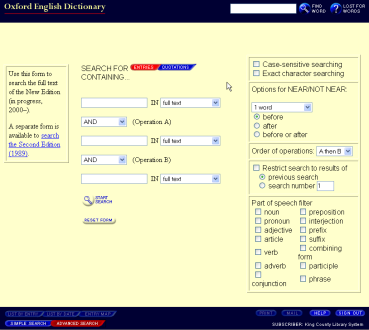 Oxford English Dictionary
FIND WORD
LOST FOR WORDS
Use this form
to search the
full text
of the New Edition
(in progress,
2000–).
A separate form is
available to search
the Second Edition
(1989).
SEARCH FOR ENTRIES QUOTATIONS
CONTAINING...
IN full text
AND (Operation A)
IN full text
AND (Operation B)
IN full text
START SEARCH
RESET FORM
Case-sensitive searching
Exact character searching
Options for NEAR/NOT NEAR:
1 word
before
after
before or after
Order of operations: A then B
Restrict search to results of
previous search
search number 1
Part of speech filter
noun preposition
pronoun interjection
adjective prefix
article suffix
verb combining form
adverb participle
conjunction phrase
LIST BY ENTRY LIST BY DATE ENTRY MAP
PRINT MAIL HELP SIGN OUT
SIMPLE SEARCH ADVANCED SEARCH
SUBSCRIBER: King County Library System